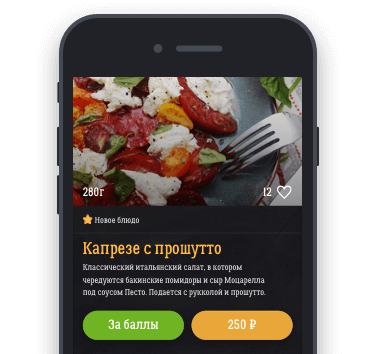 280г 12
Новое блюдо
Капрезе с прошутто
Классический итальянский салат, в котором
чередуются бакинские помидоры и сыр Моцарелла
под соусом Песто. Подается с рукколой и прошутто.
За баллы 250 ₽